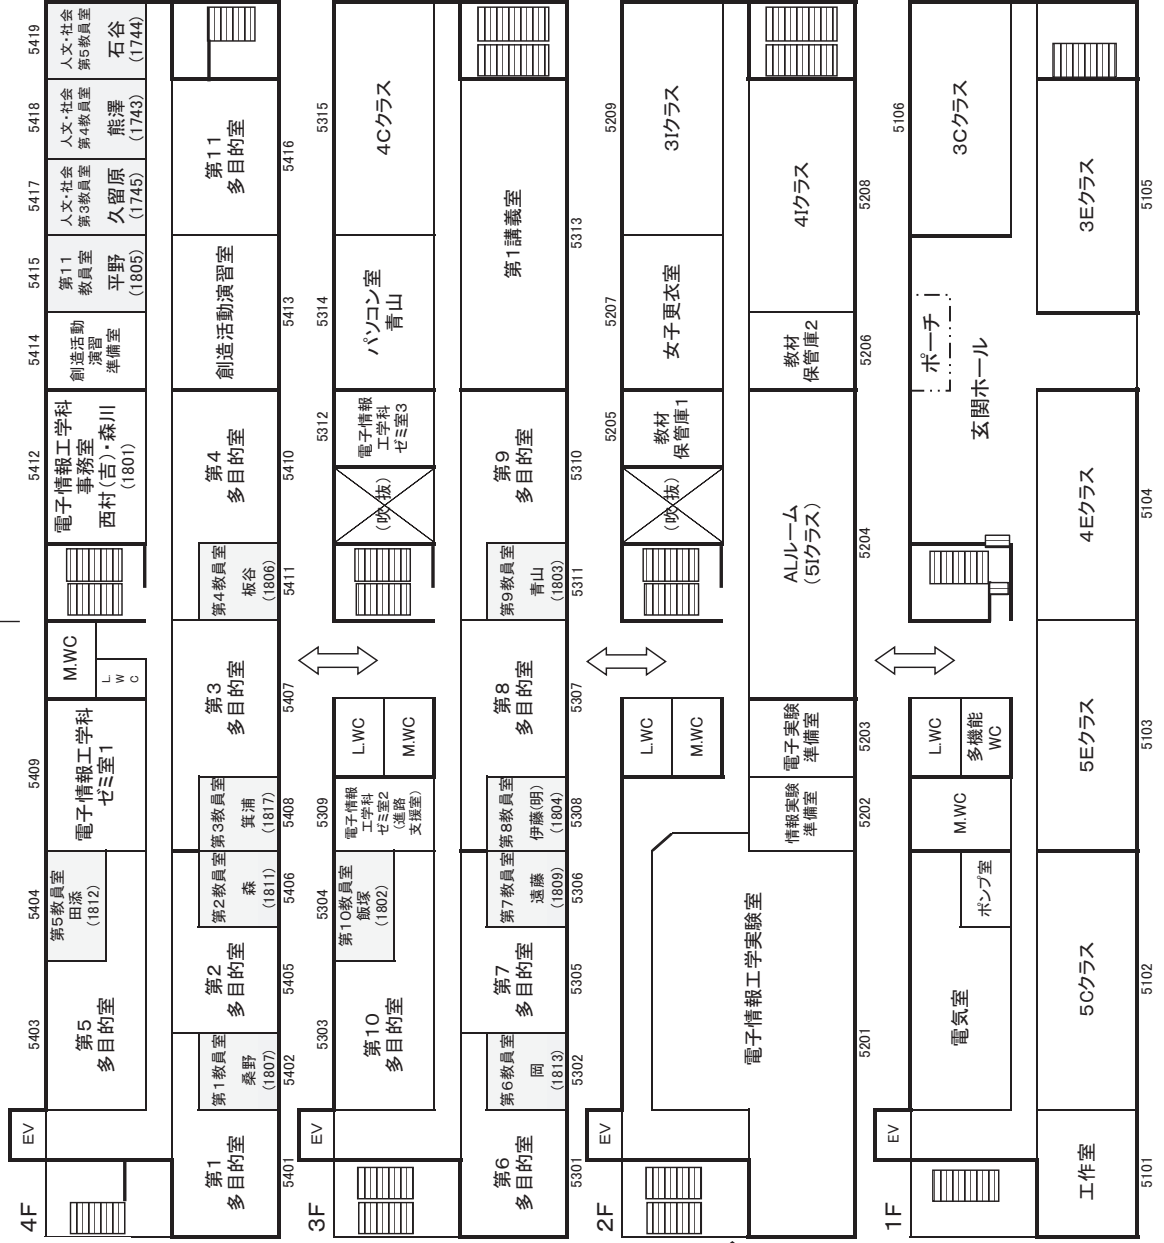 4F
EV
5403
第5
多目的室
5404
第5教員室
田添
(1812)
5409
電子情報工学科
ゼミ室1
M.WC
L.
W
C
5412
電子情報工学科
事務室
西村(吉)・森川
(1801)
5414
創造活動
演習
準備室
5415
第11
教員室
平野
(1805)
5417
人文・社会
第3教員室
久留原
(1745)
5418
人文・社会
第4教員室
熊澤
(1743)
5419
人文・社会
第5教員室
石谷
(1744)
第1
多目的室
5401
第1教員室
桑野
(1807)
5402
第2
多目的室
5405
第2教員室
森
(1811)
5406
第3教員室
箕浦
(1817)
5408
第3
多目的室
5407
第4教員室
板谷
(1806)
5411
第4
多目的室
5410
創造活動演習室
5413
第11
多目的室
5416
3F
EV
5303
第10
多目的室
5304
第10教員室
飯塚
(1802)
5309
電子情報
工学科
ゼミ室2
(進路
支援室)
L.WC
M.WC
(吹抜)
5312
電子情報
工学科
ゼミ室3
5314
パソコン室
青山
5315
4Cクラス
第6
多目的室
5301
第6教員室
岡
(1813)
5302
第7
多目的室
5305
第7教員室
遠藤
(1809)
5306
第8教員室
伊藤(明)
(1804)
5308
第8
多目的室
5307
第9教員室
青山
(1803)
5311
第9
多目的室
5310
第1講義室
5313
2F
EV
電子情報工学実験室
5201
L.WC
M.WC
(吹抜)
5205
教材
保管庫1
5207
女子更衣室
5209
3Iクラス
情報実験
準備室
5202
電子実験
準備室
5203
ALルーム
(5Iクラス)
5204
教材
保管庫2
5206
4Iクラス
5208
1F
EV
電気室
ポンプ室
M.WC
L.WC
多機能
WC
玄関ホール
ポーチ
5106
3Cクラス
工作室
5101
5Cクラス
5102
5Eクラス
5103
4Eクラス
5104
3Eクラス
5105